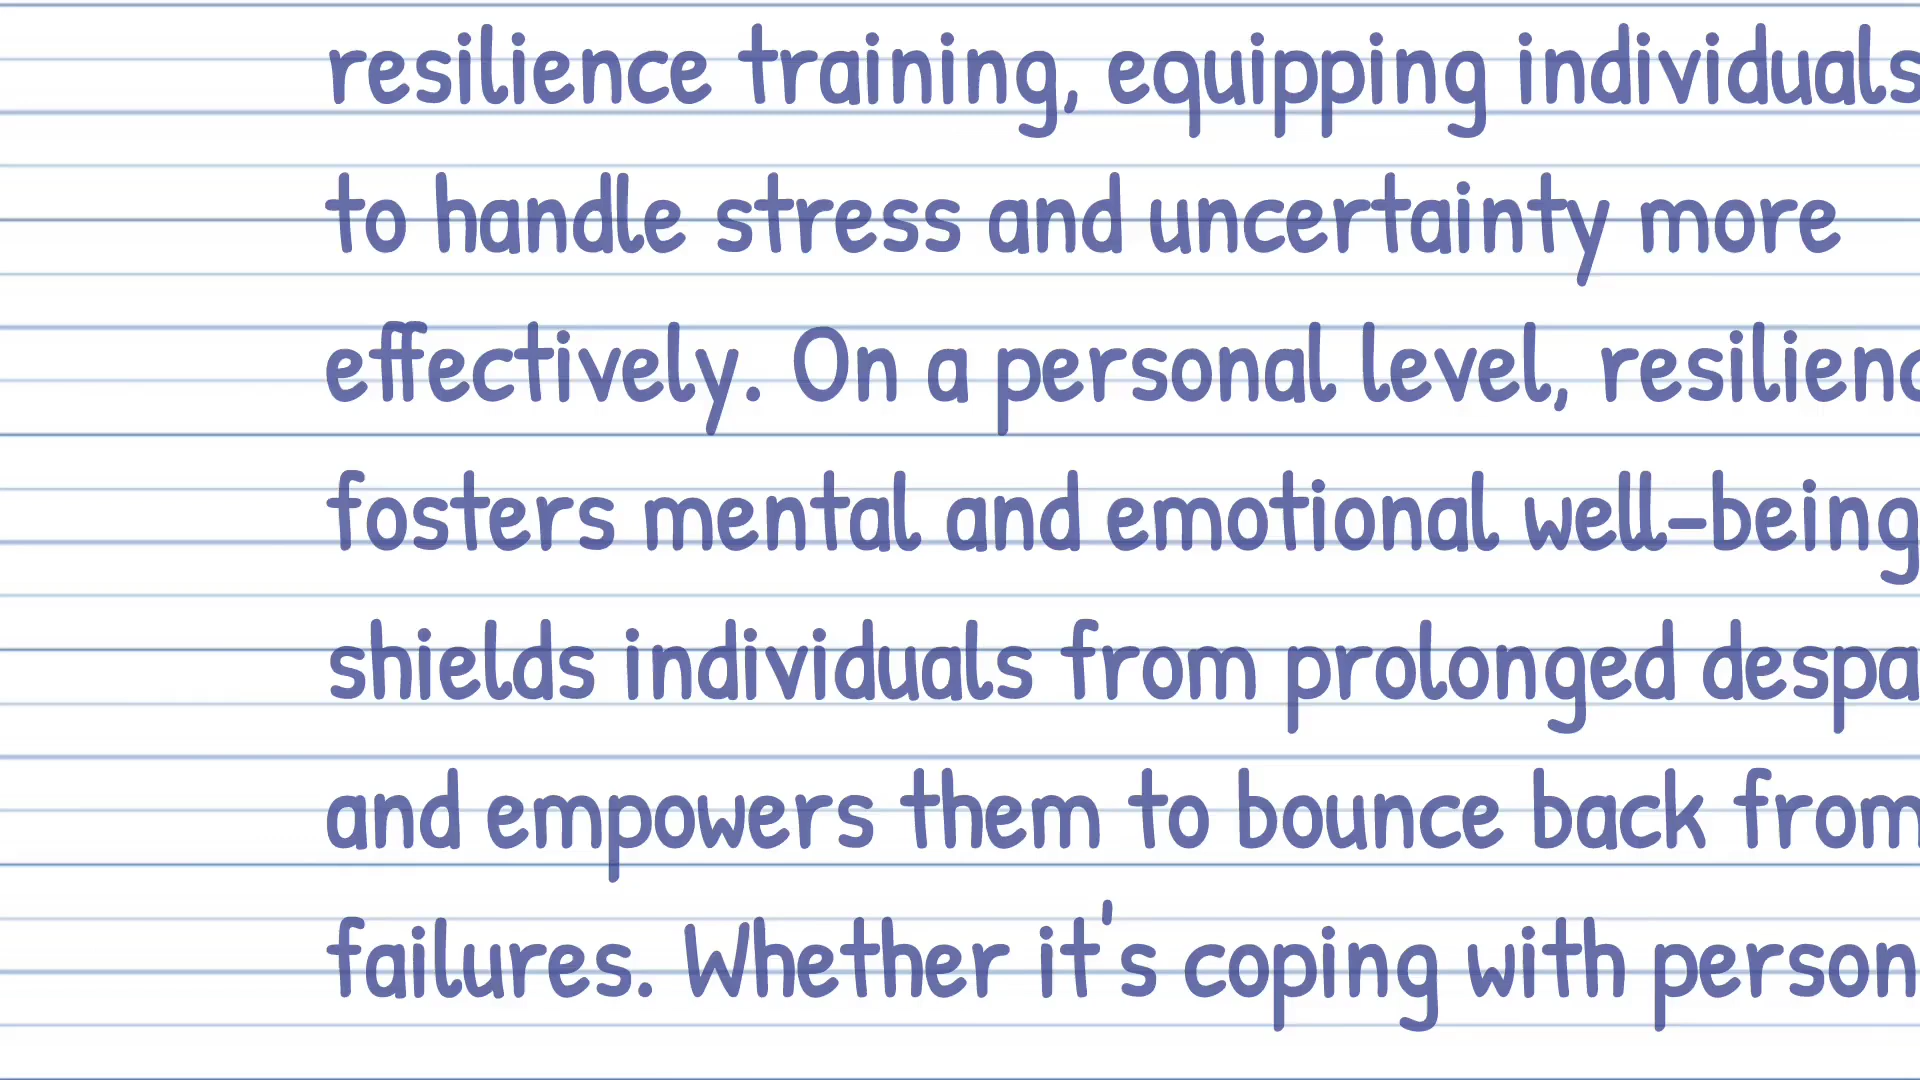 resilience training, equipping individuals
to handle stress and uncertainty more
effectively. On a personal level, resilienc
fosters mental and emotional well-being
shields individuals from prolonged despa
and empowers them to bounce back from
failures. Whether it's coping with person